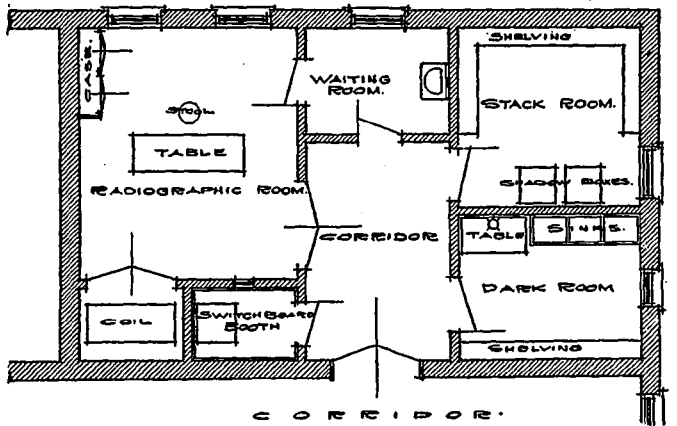 SHELVING
CASE.
WAITING
ROOM.
STACK ROOM.
STOOL
TABLE
SHADOW BOXES.
RADIOGRAPHIC ROOM.
CORRIDOR
TABLE
SINKS.
DARK ROOM
COIL
SWITCHBOARD
BOOTH
SHELVING
CORRIDOR.